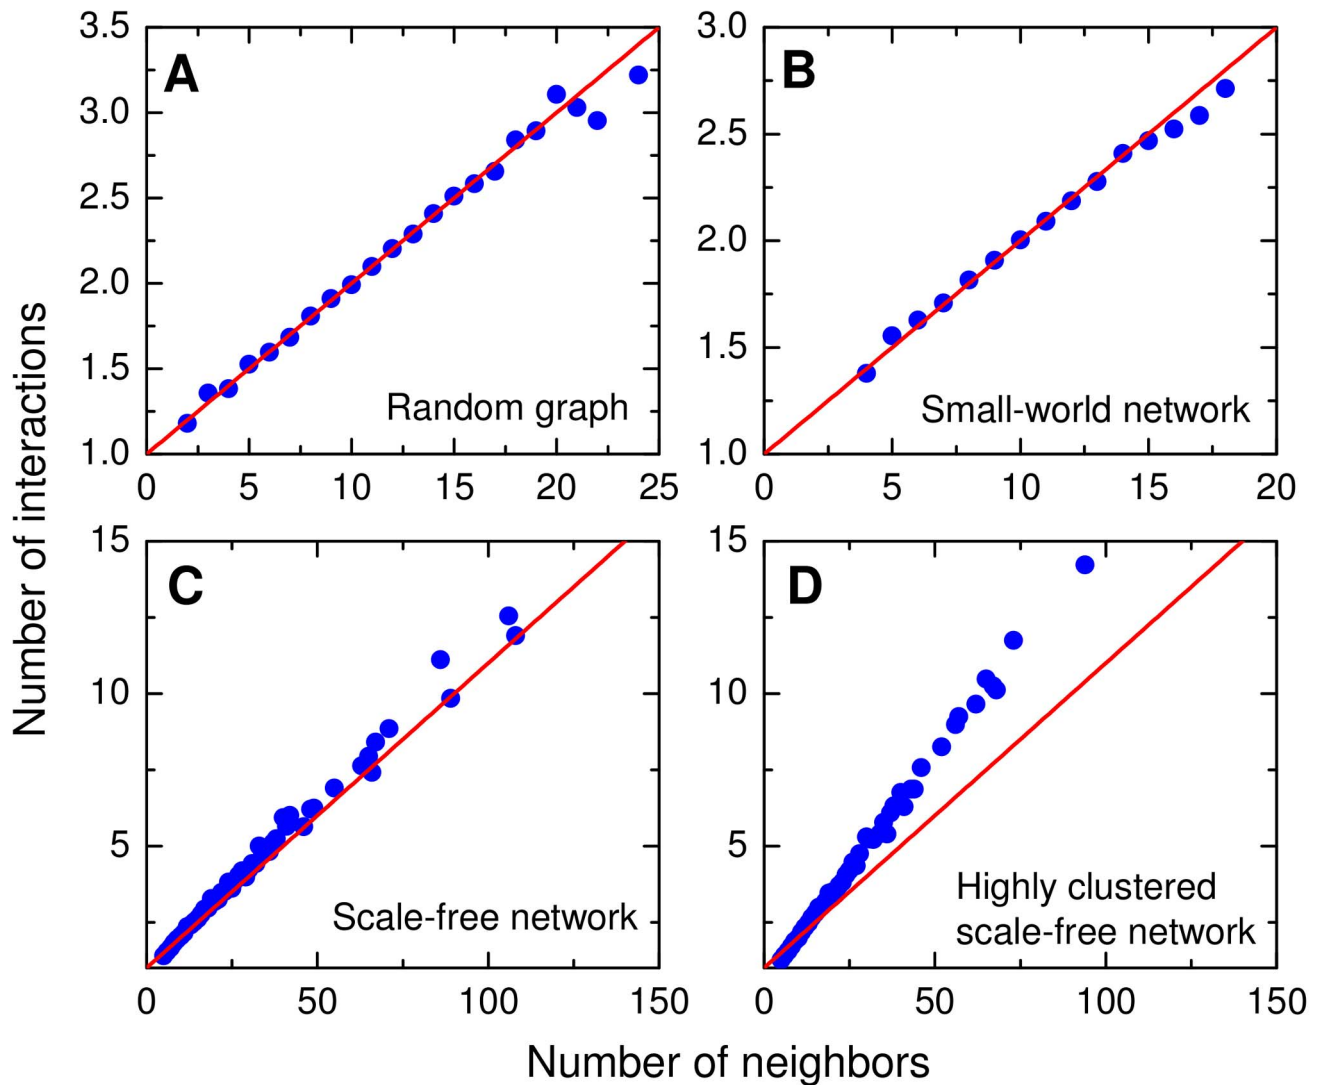 3.5
3.0
2.5
2.0
1.5
1.0
A
Random graph
0 5 10 15 20 25
3.0
2.5
2.0
1.5
1.0
B
Small-world network
0 5 10 15 20
15
10
5
C
Scale-free network
0 50 100 150
15
10
5
D
Highly clustered
scale-free network
0 50 100 150
Number of interactions
Number of neighbors